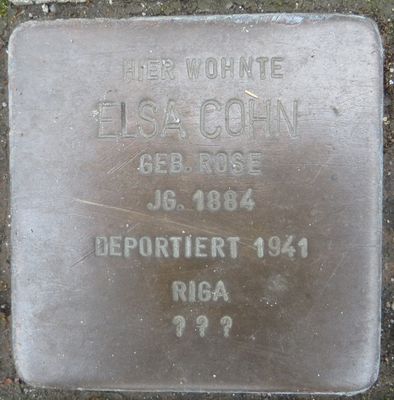 HIER WOHNTE
ELSA COHN
GEB. ROSE
JG. 1884
DEPORTIERT 1941
RIGA
? ? ?